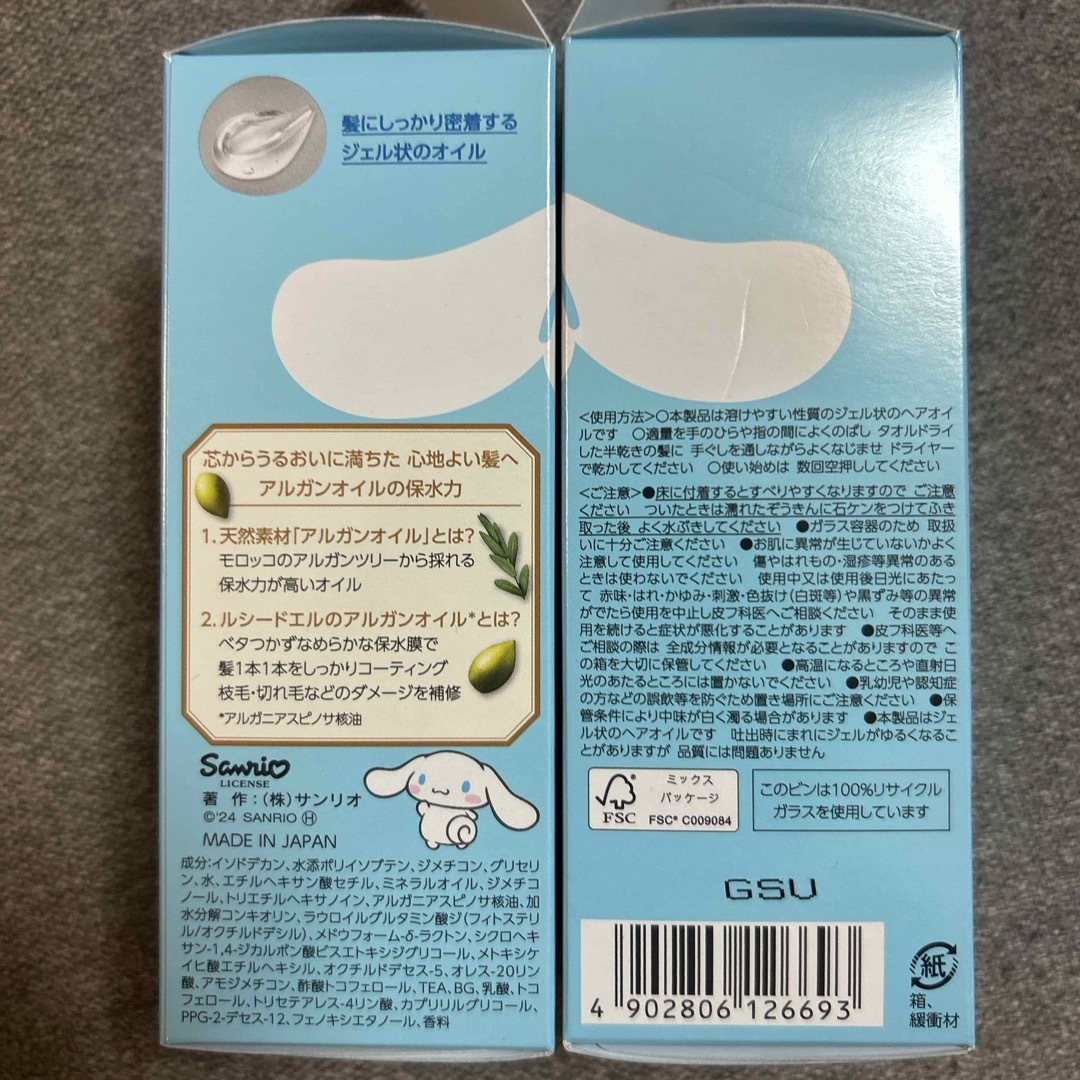 髪にしっかり密着する
ジェル状のオイル
芯からうるおいに満ちた 心地よい髪へ
アルガンオイルの保水力
1. 天然素材「アルガンオイル」とは?
モロッコのアルガンツリーから採れる
保水力が高いオイル
2. ルシードエルのアルガンオイル*とは?
ベタつかずなめらかな保水膜で
髪1本1本をしっかりコーティング
枝毛・切れ毛などのダメージを補修
*アルガニアスピノサ核油
Sanrio
LICENSE
著 作:(株)サンリオ
©'24 SANRIO Ⓗ
MADE IN JAPAN
成分:イソドデカン、水添ポリイソブテン、ジメチコン、グリセリ
ン、水、エチルヘキサン酸セチル、ミネラルオイル、ジメチコ
ノール、トリエチルヘキサノイン、アルガニアスピノサ核油、加
水分解コンキオリン、ラウロイルグルタミン酸ジ(フィトステリ
ル/オクチルドデシル)、メドウフォーム-δ-ラクトン、シクロヘキ
サン-1,4-ジカルボン酸ビスエトキシジグリコール、メトキシケ
イヒ酸エチルヘキシル、オクチルドデセス-5、オレス-20リン
酸、アモジメチコン、酢酸トコフェロール、TEA、BG、乳酸、トコ
フェロール、トリセテアレス-4リン酸、カプリリルグリコール、
PPG-2-デセス-12、フェノキシエタノール、香料
<使用方法>○本製品は溶けやすい性質のジェル状のヘアオイ
ルです ○適量を手のひらや指の間によくのばし タオルドライ
した半乾きの髪に 手ぐしを通しながらよくなじませ ドライヤー
で乾かしてください ○使い始めは 数回空押ししてください
<ご注意>●床に付着するとすべりやすくなりますので ご注意
ください ついたときは濡れたぞうきんに石ケンをつけてふき
取った後 よく水ぶきしてください ●ガラス容器のため 取扱
いに十分ご注意ください ●お肌に異常が生じていないかよく
注意して使用してください 傷やはれもの・湿疹等異常のある
ときは使わないでください 使用中又は使用後日光にあたっ
て 赤味・はれ・かゆみ・刺激・色抜け(白斑等)や黒ずみ等の異常
がでたら使用を中止し皮フ科医へご相談ください そのまま使
用を続けると症状が悪化することがあります ●皮フ科医等へ
ご相談の際は 全成分情報が必要となることがありますので こ
の箱を大切に保管してください ●高温になるところや直射日
光のあたるところには置かないでください ●乳幼児や認知症
の方などの誤飲等を防ぐため置き場所にご注意ください ●保
管条件により中味が白く濁る場合があります ●本製品はジェ
ル状のヘアオイルです 吐出時にまれにジェルがゆるくなるこ
とがありますが 品質には問題ありません
FSC
ミックス
パッケージ
FSC® C009084
このビンは100%リサイクル
ガラスを使用しています
GSU
4 902806 126693
紙
箱、
緩衝材